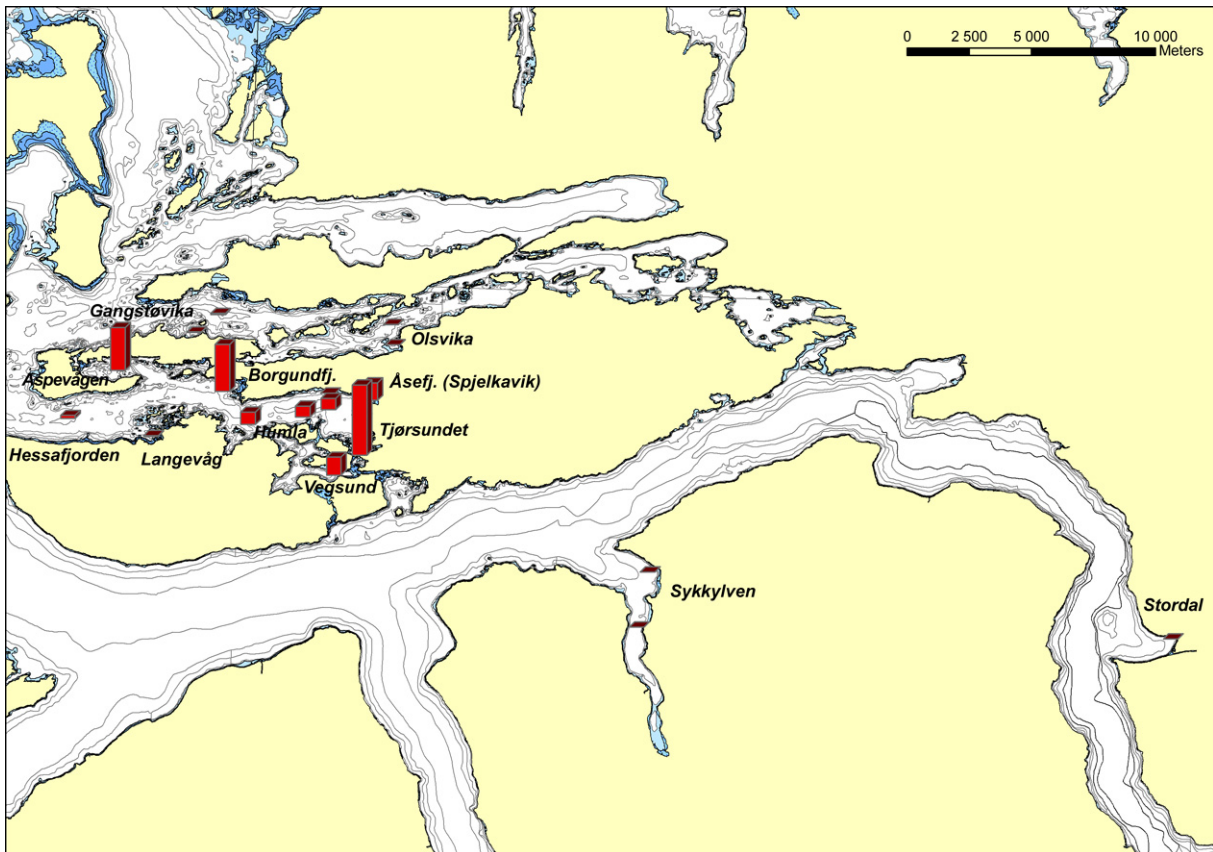 0 2 500 5 000 10 000
Meters
Gangstøvika
Olsvika
Aspevågen
Borgundfj.
Åsefj. (Spjelkavik)
Humla
Tjørsundet
Hessafjorden
Langevåg
Vegsund
Sykkylven
Stordal